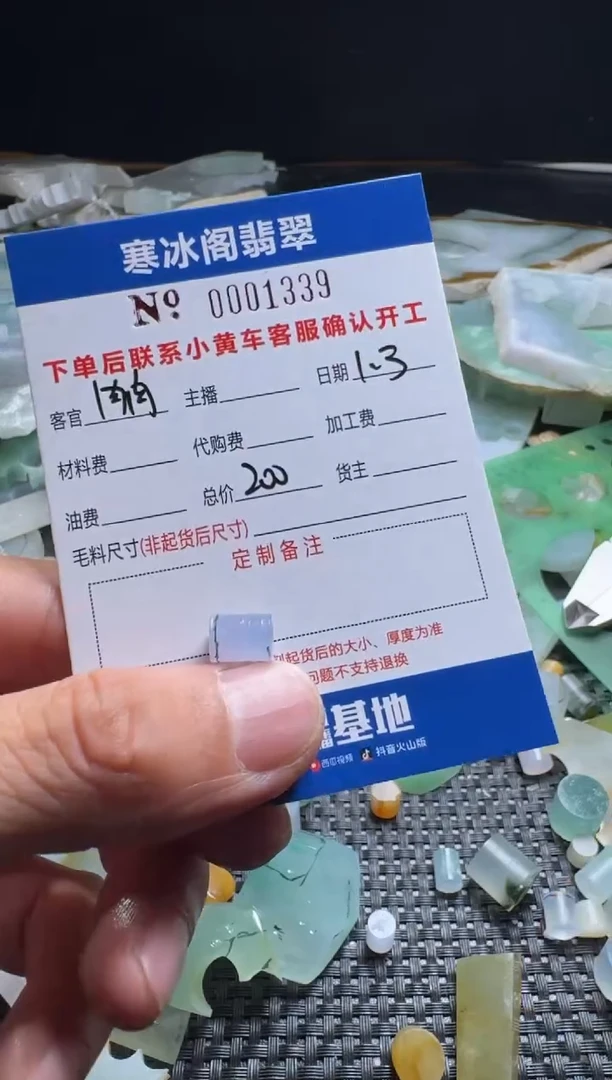 寒冰阁翡翠
Nº 0001339
下单后联系小黄车客服确认开工
客官 主播 日期 1.3
材料费 代购费 加工费
油费 总价 200 货主
毛料尺寸(非起货后尺寸)
定制备注
起货后的大小、厚度为准
问题不支持退换
播基地
西瓜视频 抖音火山版